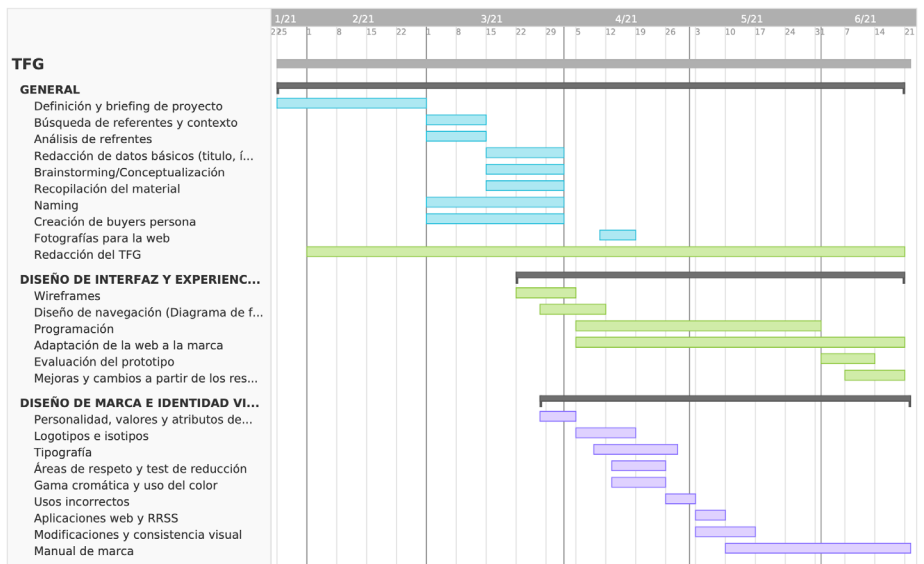 1/21 2/21 3/21 4/21 5/21 6/21
25 1 8 15 22 1 8 15 22 29 5 12 19 26 3 10 17 24 31 7 14 21
TFG
GENERAL
Definición y briefing de proyecto
Búsqueda de referentes y contexto
Análisis de refrentes
Redacción de datos básicos (titulo, í...
Brainstorming/Conceptualización
Recopilación del material
Naming
Creación de buyers persona
Fotografías para la web
Redacción del TFG
DISEÑO DE INTERFAZ Y EXPERIENC...
Wireframes
Diseño de navegación (Diagrama de f...
Programación
Adaptación de la web a la marca
Evaluación del prototipo
Mejoras y cambios a partir de los res...
DISEÑO DE MARCA E IDENTIDAD VI...
Personalidad, valores y atributos de...
Logotipos e isotipos
Tipografía
Áreas de respeto y test de reducción
Gama cromática y uso del color
Usos incorrectos
Aplicaciones web y RRSS
Modificaciones y consistencia visual
Manual de marca